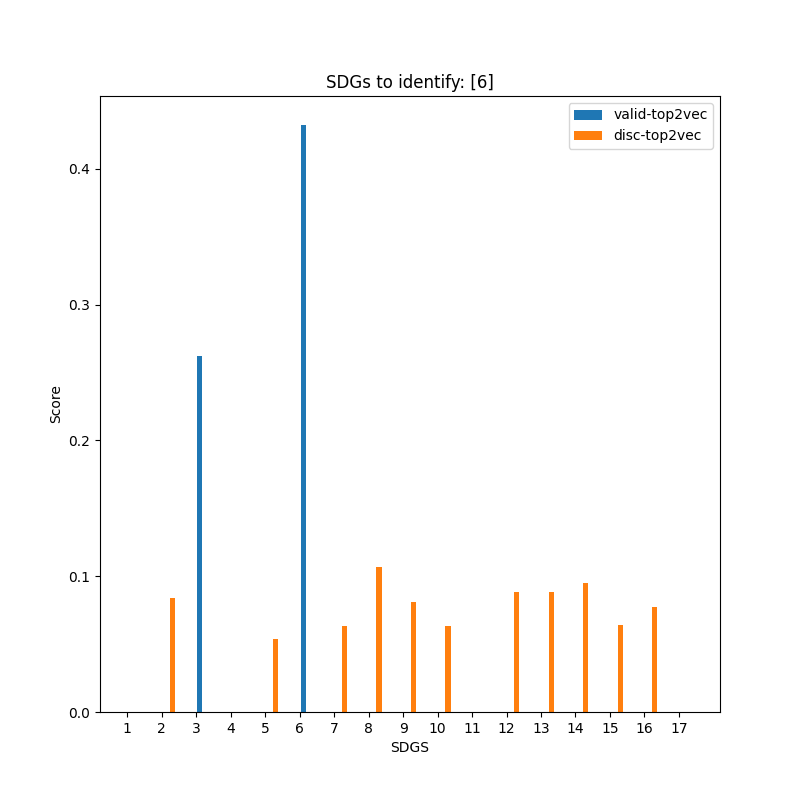 SDGs to identify: [6]
valid-top2vec
disc-top2vec
Score
0.4
0.3
0.2
0.1
0.0
1 2 3 4 5 6 7 8 9 10 11 12 13 14 15 16 17
SDGS